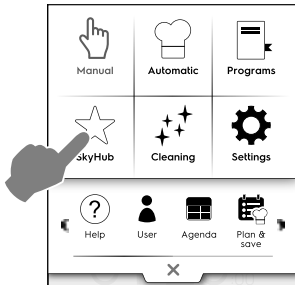 Manual Automatic Programs
SkyHub Cleaning Settings
?
Help User Agenda Plan &
save